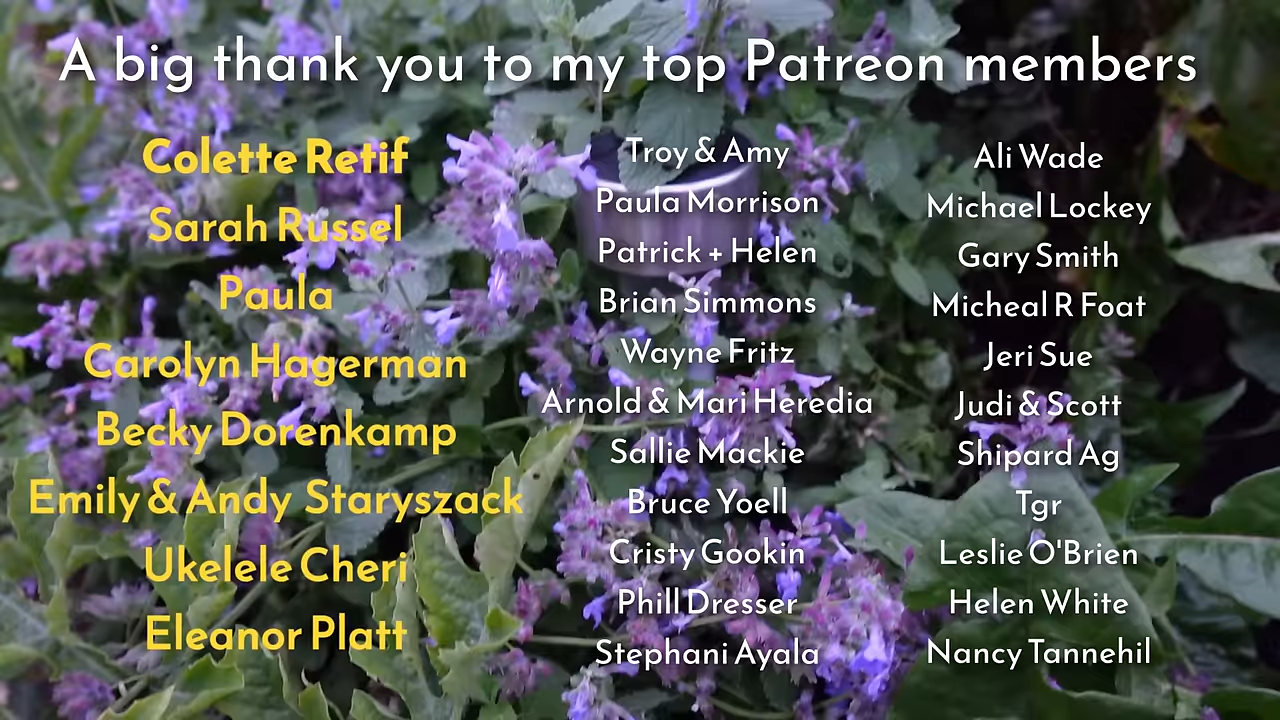 A big thank you to my top Patreon members
Colette Retif
Sarah Russel
Paula
Carolyn Hagerman
Becky Dorenkamp
Emily & Andy Staryszack
Ukelele Cheri
Eleanor Platt
Troy & Amy
Paula Morrison
Patrick + Helen
Brian Simmons
Wayne Fritz
Arnold & Mari Heredia
Sallie Mackie
Bruce Yoell
Cristy Gookin
Phill Dresser
Stephani Ayala
Ali Wade
Michael Lockey
Gary Smith
Micheal R Foat
Jeri Sue
Judi & Scott
Shipard Ag
Tgr
Leslie O'Brien
Helen White
Nancy Tannehil